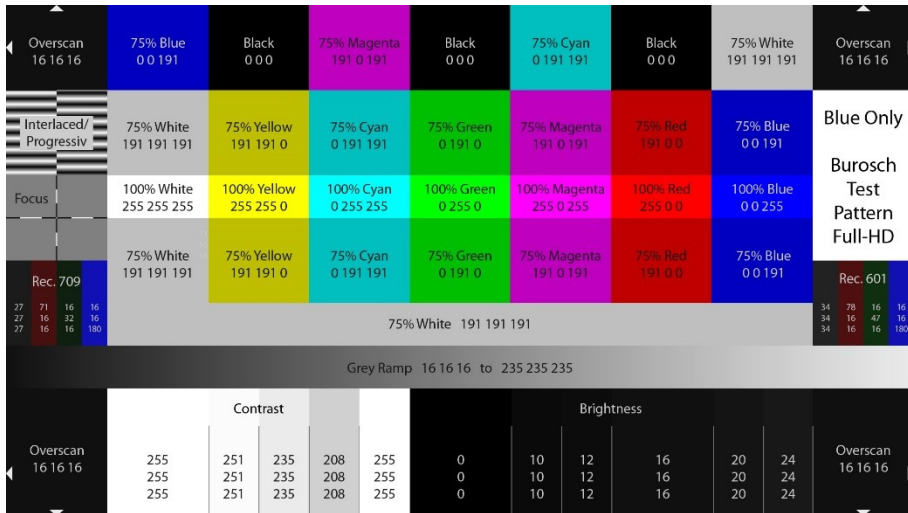 Overscan
16 16 16
75% Blue
0 0 191
Black
0 0 0
75% Magenta
191 0 191
Black
0 0 0
75% Cyan
0 191 191
Black
0 0 0
75% White
191 191 191
Overscan
16 16 16
Interlaced/
Progressiv
75% White
191 191 191
75% Yellow
191 191 0
75% Cyan
0 191 191
75% Green
0 191 0
75% Magenta
191 0 191
75% Red
191 0 0
75% Blue
0 0 191
Blue Only
Burosch
Test
Pattern
Full-HD
Focus
100% White
255 255 255
100% Yellow
255 255 0
100% Cyan
0 255 255
100% Green
0 255 0
100% Magenta
255 0 255
100% Red
255 0 0
100% Blue
0 0 255
75% White
191 191 191
75% Yellow
191 191 0
75% Cyan
0 191 191
75% Green
0 191 0
75% Magenta
191 0 191
75% Red
191 0 0
75% Blue
0 0 191
Rec. 709
27 71 16 16
27 16 32 16
27 16 16 180
Rec. 601
34 78 16 16
34 16 47 16
34 16 16 180
75% White 191 191 191
Grey Ramp 16 16 16 to 235 235 235
Overscan
16 16 16
Contrast
255 251 235 208 255
255 251 235 208 255
255 251 235 208 255
Brightness
0 10 12 16 20 24
0 10 12 16 20 24
0 10 12 16 20 24
Overscan
16 16 16